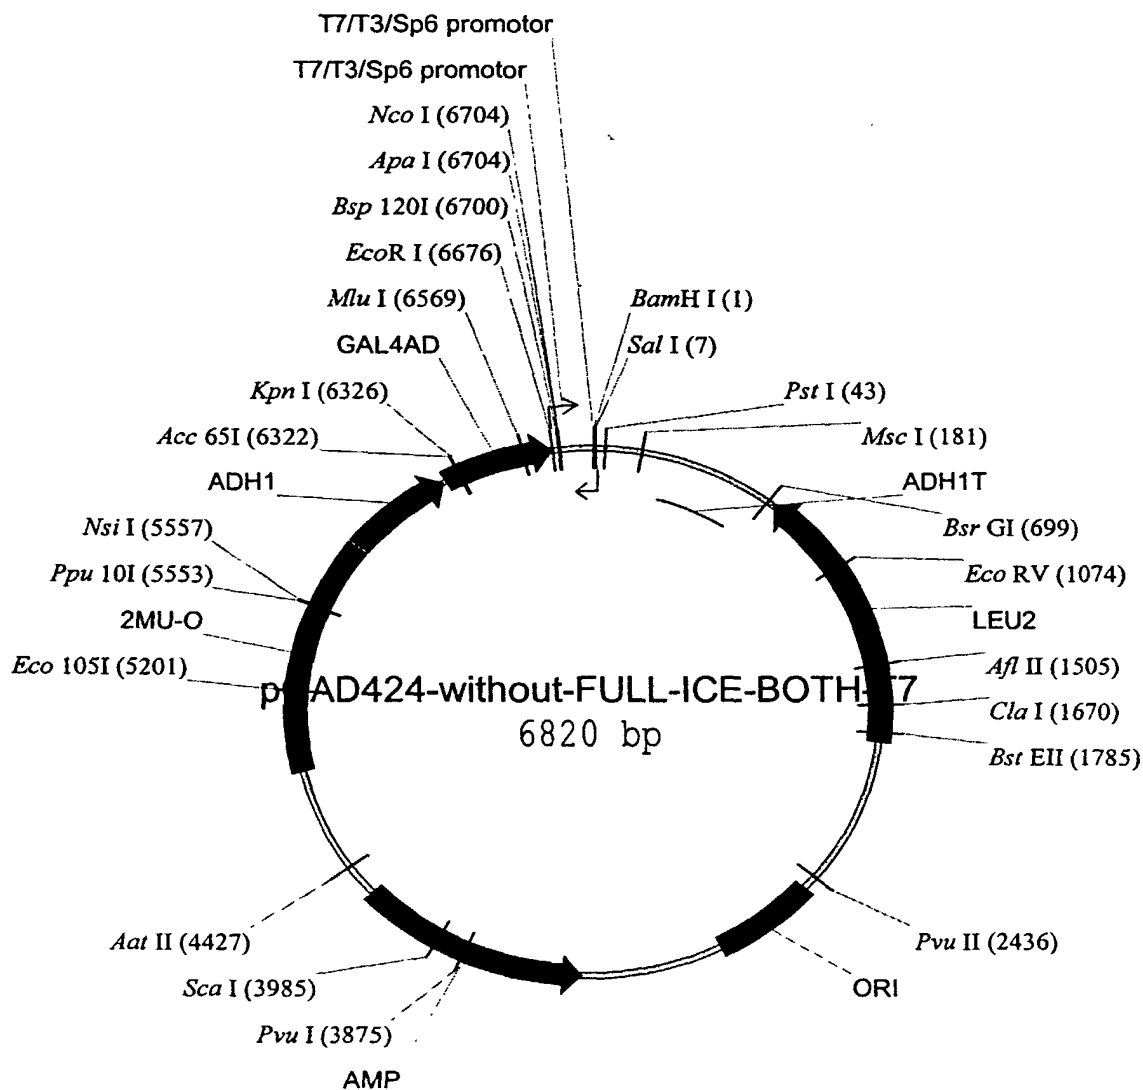 T7/T3/Sp6 promotor
T7/T3/Sp6 promotor
Nco I (6704)
Apa I (6704)
Bsp 120I (6700)
EcoR I (6676)
Mlu I (6569)
GAL4AD
Kpn I (6326)
Acc 65I (6322)
ADH1
Nsi I (5557)
Ppu 10I (5553)
2MU-O
Eco 105I (5201)
BamH I (1)
Sal I (7)
Pst I (43)
Msc I (181)
ADH1T
Bsr GI (699)
Eco RV (1074)
LEU2
Afl II (1505)
Cla I (1670)
Bst EII (1785)
AD424-without-FULL-ICE-BOTH
6820 bp
Aat II (4427)
Sca I (3985)
Pvu I (3875)
AMP
Pvu II (2436)
ORI